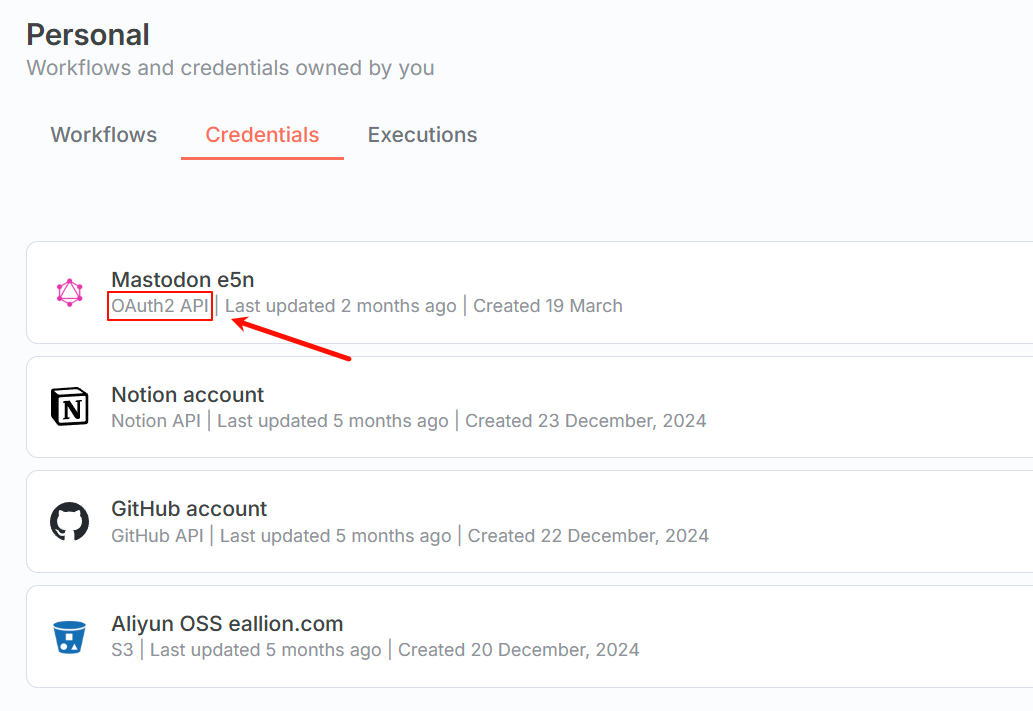 Personal
Workflows and credentials owned by you
Workflows Credentials Executions
Mastodon e5n
OAuth2 API | Last updated 2 months ago | Created 19 March
Notion account
Notion API | Last updated 5 months ago | Created 23 December, 2024
GitHub account
GitHub API | Last updated 5 months ago | Created 22 December, 2024
Aliyun OSS eallion.com
S3 | Last updated 5 months ago | Created 20 December, 2024